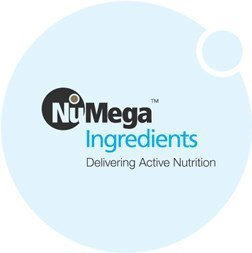 NuMega™
Ingredients
Delivering Active Nutrition